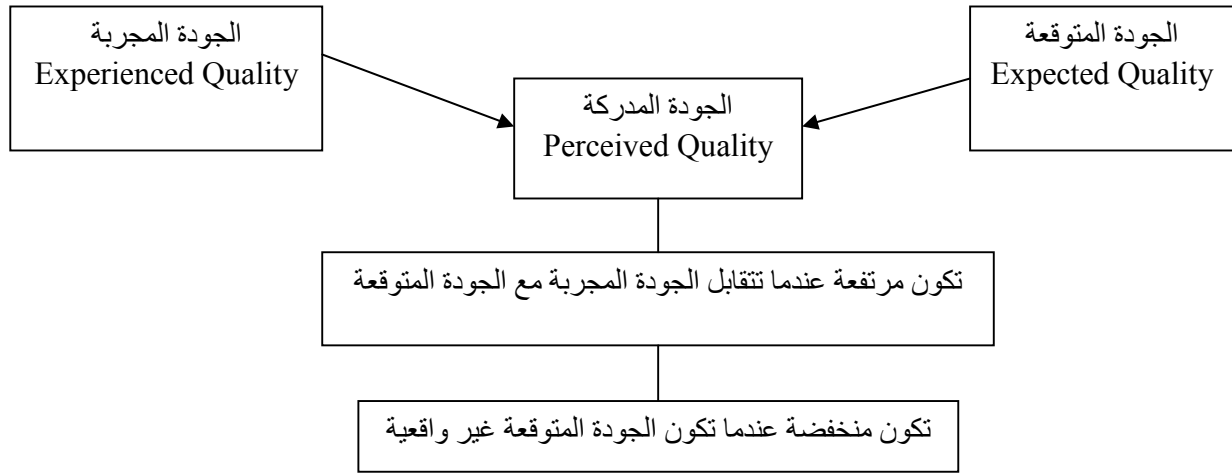 الجودة المتوقعة
Expected Quality
الجودة المجربة
Experienced Quality
الجودة المدركة
Perceived Quality
تكون مرتفعة عندما تتقابل الجودة المجربة مع الجودة المتوقعة
تكون منخفضة عندما تكون الجودة المتوقعة غير واقعية